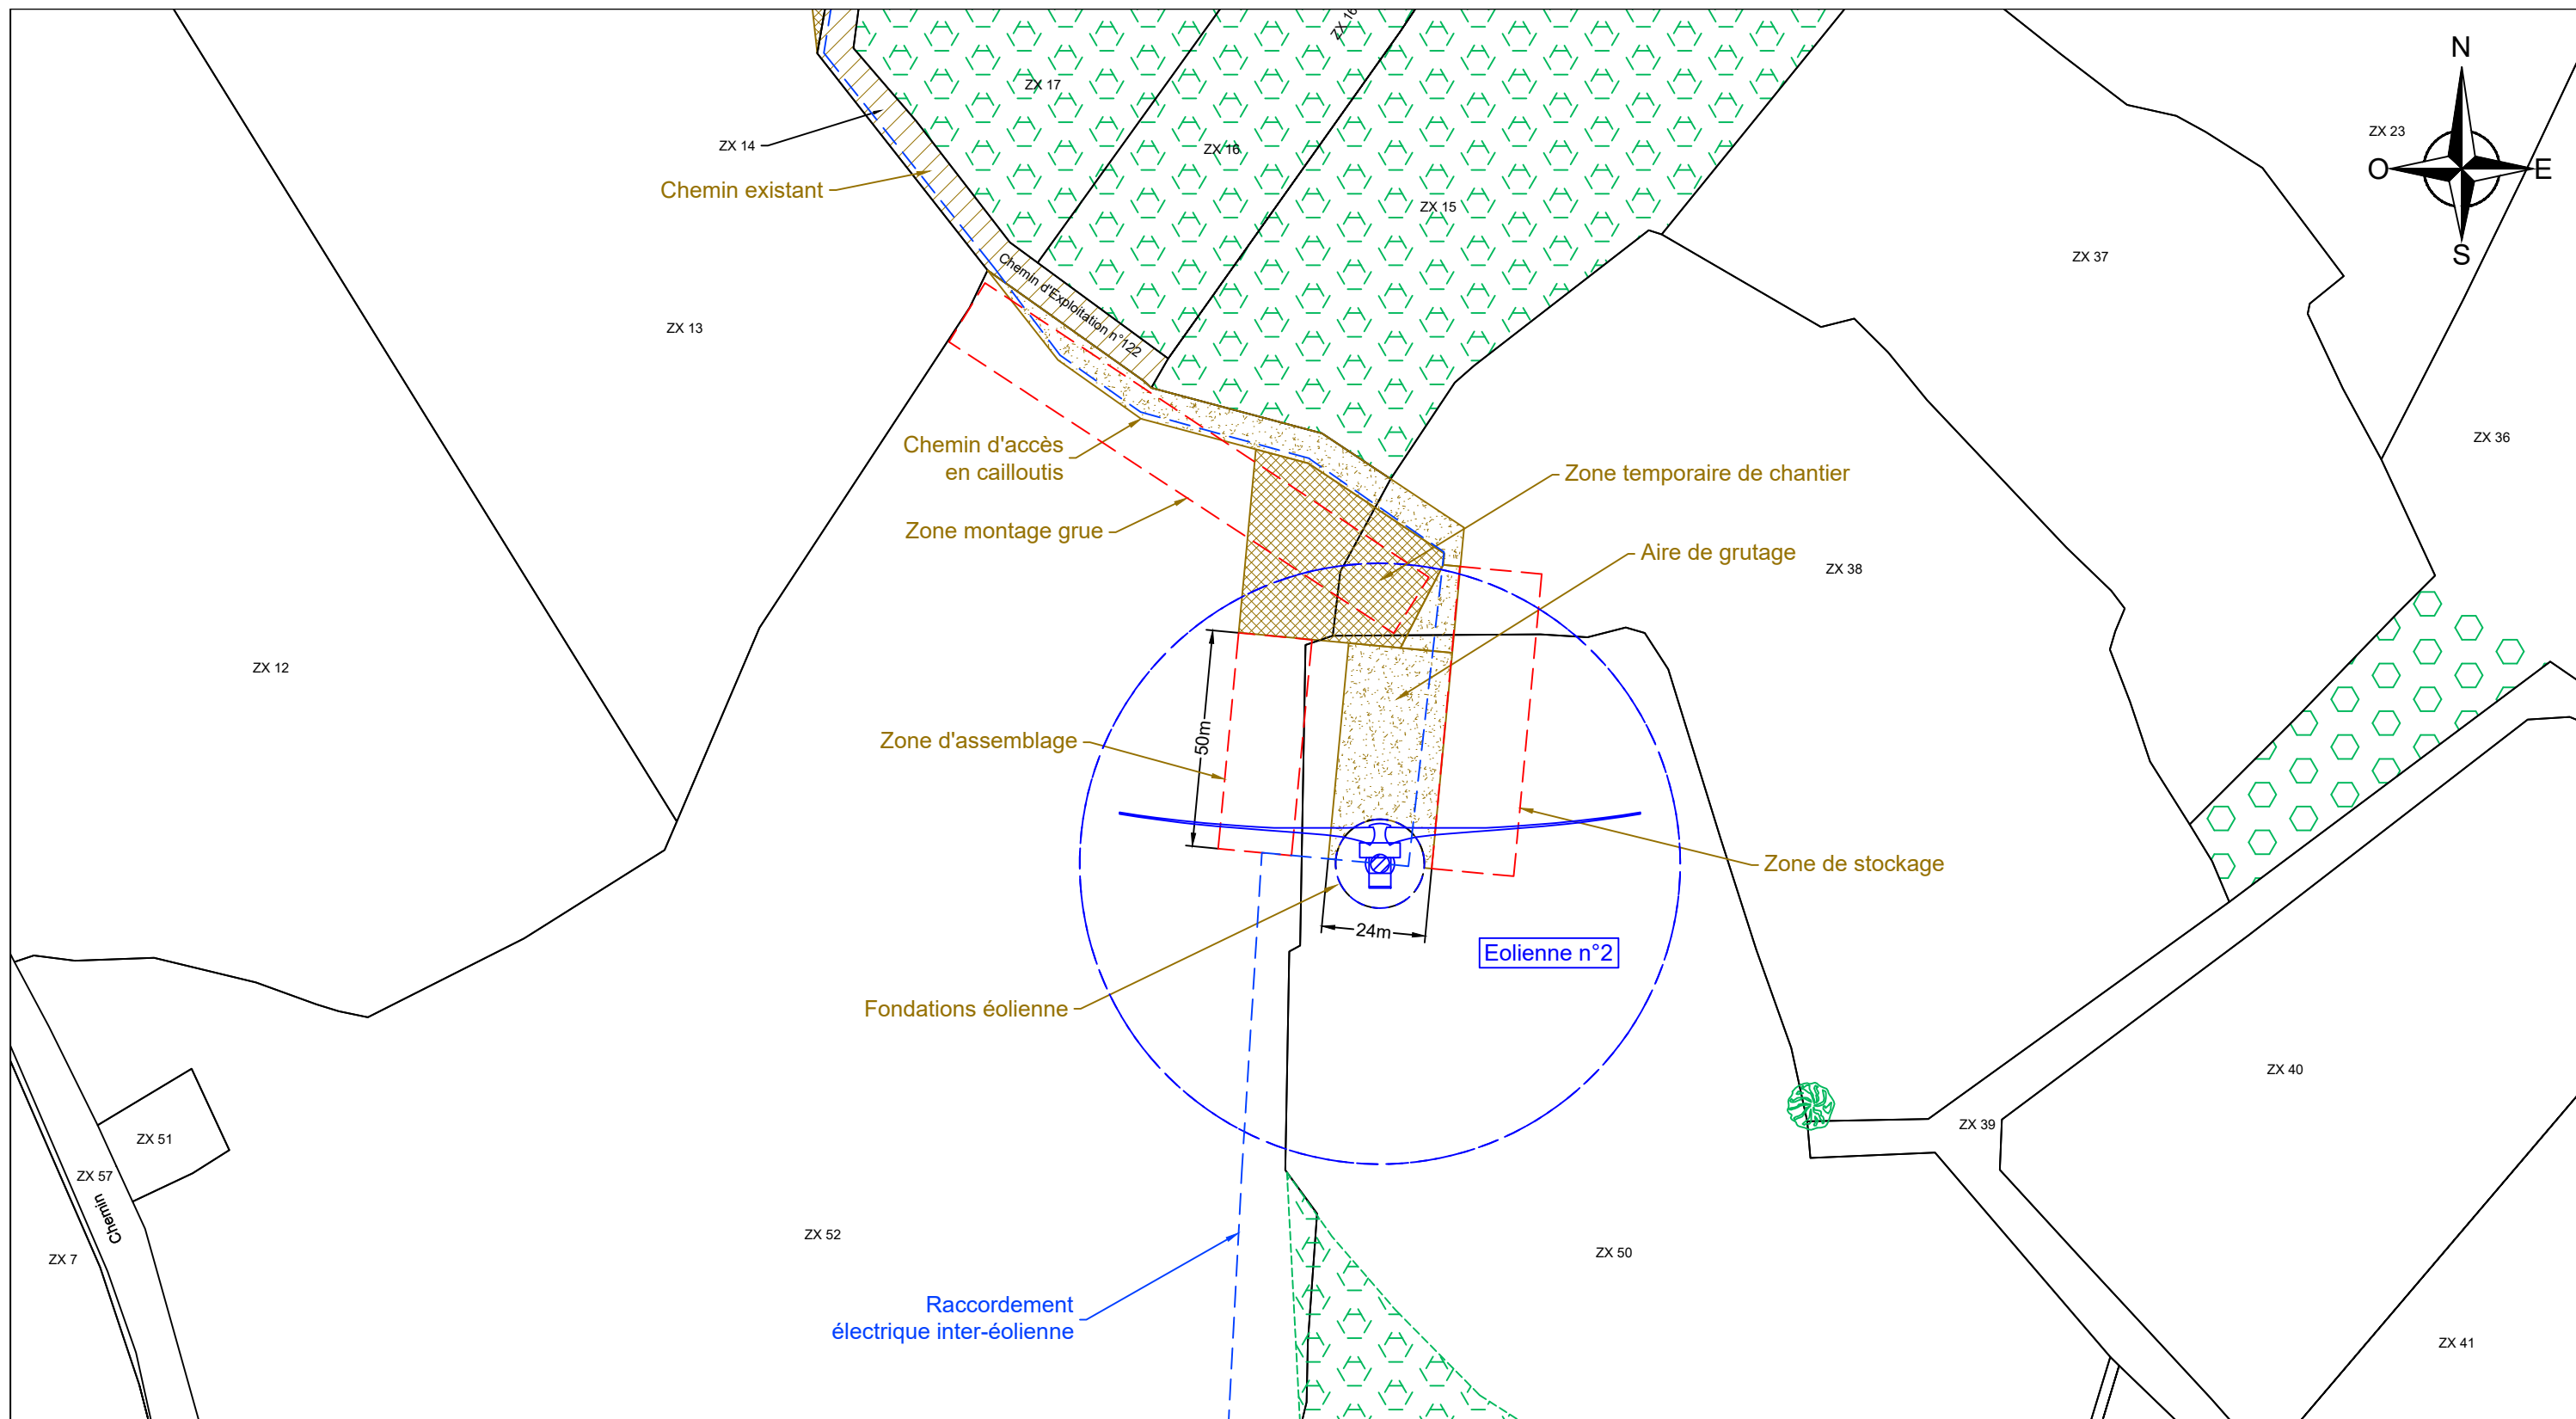 ZX 16
N
ZX 17
ZX 23
ZX 14
ZX 16
O
E
Chemin existant
ZX 15
S
ZX 37
Chemin d'Exploitation n°122
ZX 13
Chemin d'accès
en cailloutis
ZX 36
Zone temporaire de chantier
Zone montage grue
Aire de grutage
ZX 38
ZX 12
50m
Zone d'assemblage
Zone de stockage
24m
Eolienne n°2
Fondations éolienne
ZX 40
ZX 39
ZX 51
ZX 57
Chemin
ZX 52
ZX 50
ZX 7
Raccordement
électrique inter-éolienne
ZX 41